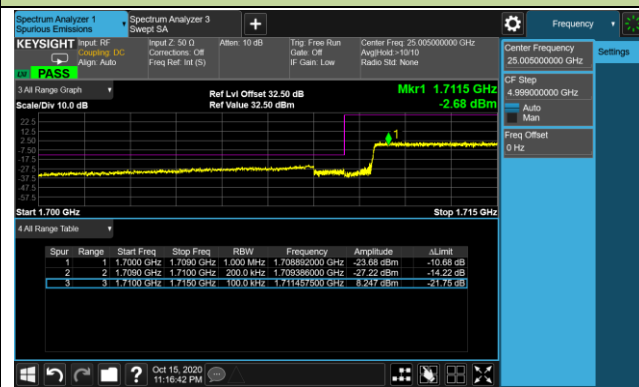 Spectrum Analyzer 1
Spurious Emissions
Spectrum Analyzer 3
Swept SA
Frequency
KEYSIGHT
Input: RF
Coupling: DC
Align: Auto
Input Z: 50 Ω
Corrections: Off
Freq Ref: Int (S)
Atten: 10 dB
Trig: Free Run
Gate: Off
IF Gain: Low
Center Freq: 25.005000000 GHz
Avg|Hold:>10/10
Radio Std: None
PASS
Center Frequency
25.005000000 GHz
Settings
CF Step
4.999000000 GHz
Auto
Man
Freq Offset
0 Hz
3 All Range Graph
Scale/Div 10.0 dB
Ref Lvl Offset 32.50 dB
Ref Value 32.50 dBm
Mkr1 1.7115 GHz
-2.68 dBm
22.5
12.5
2.50
-7.50
-17.5
-27.5
-37.5
-47.5
-57.5
1
Start 1.700 GHz
Stop 1.715 GHz
4 All Range Table
Spur Range Start Freq Stop Freq RBW Frequency Amplitude ΔLimit
1 1 1.7000 GHz 1.7090 GHz 1.000 MHz 1.708892000 GHz -23.68 dBm -10.68 dB
2 2 1.7090 GHz 1.7100 GHz 200.0 kHz 1.709386000 GHz -27.22 dBm -14.22 dB
3 3 1.7100 GHz 1.7150 GHz 100.0 kHz 1.711457500 GHz 8.247 dBm -21.75 dB
Oct 15, 2020
11:16:42 PM